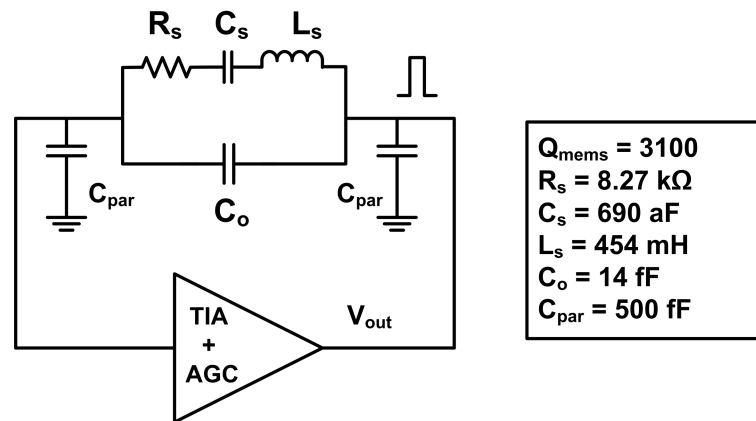 Rs Cs Ls
Cpar
Co
Cpar
TIA
+
AGC
Vout
Qmems = 3100
Rs = 8.27 kΩ
Cs = 690 aF
Ls = 454 mH
Co = 14 fF
Cpar = 500 fF